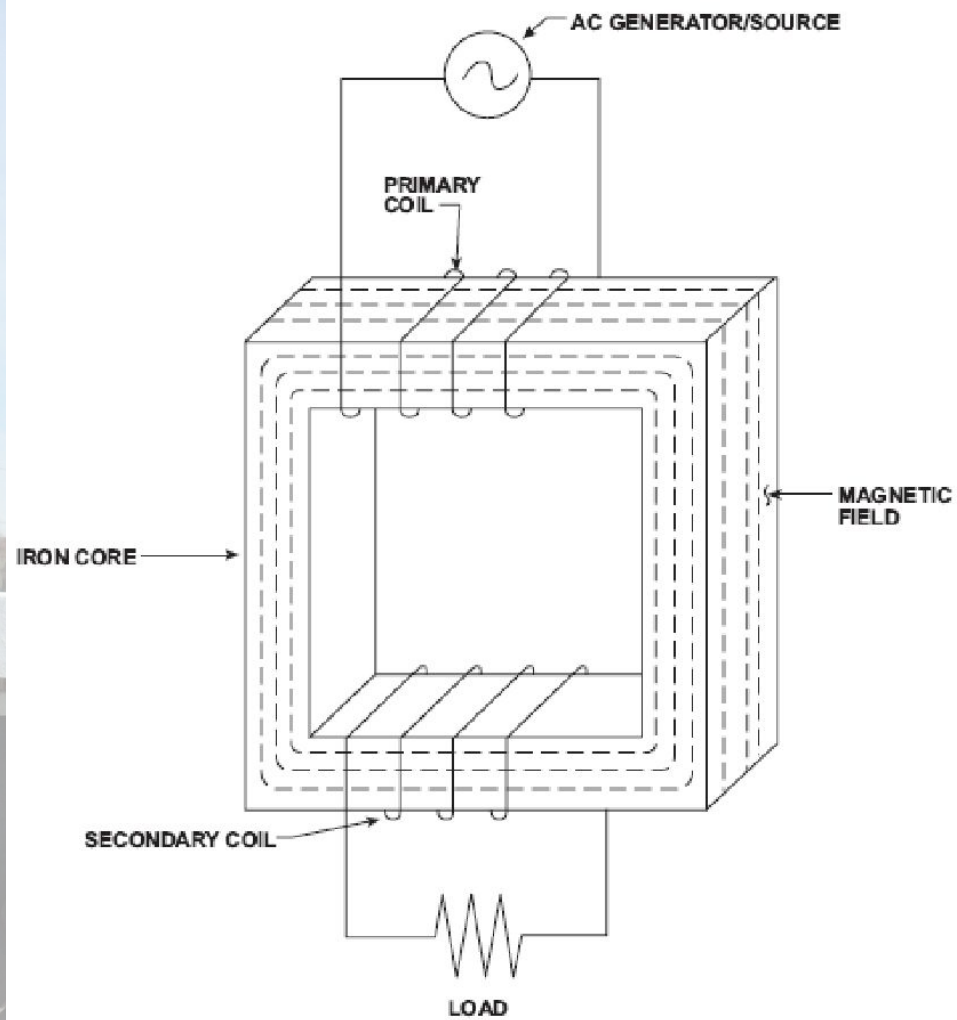 AC GENERATOR/SOURCE
PRIMARY
COIL
MAGNETIC
FIELD
IRON CORE
SECONDARY COIL
LOAD